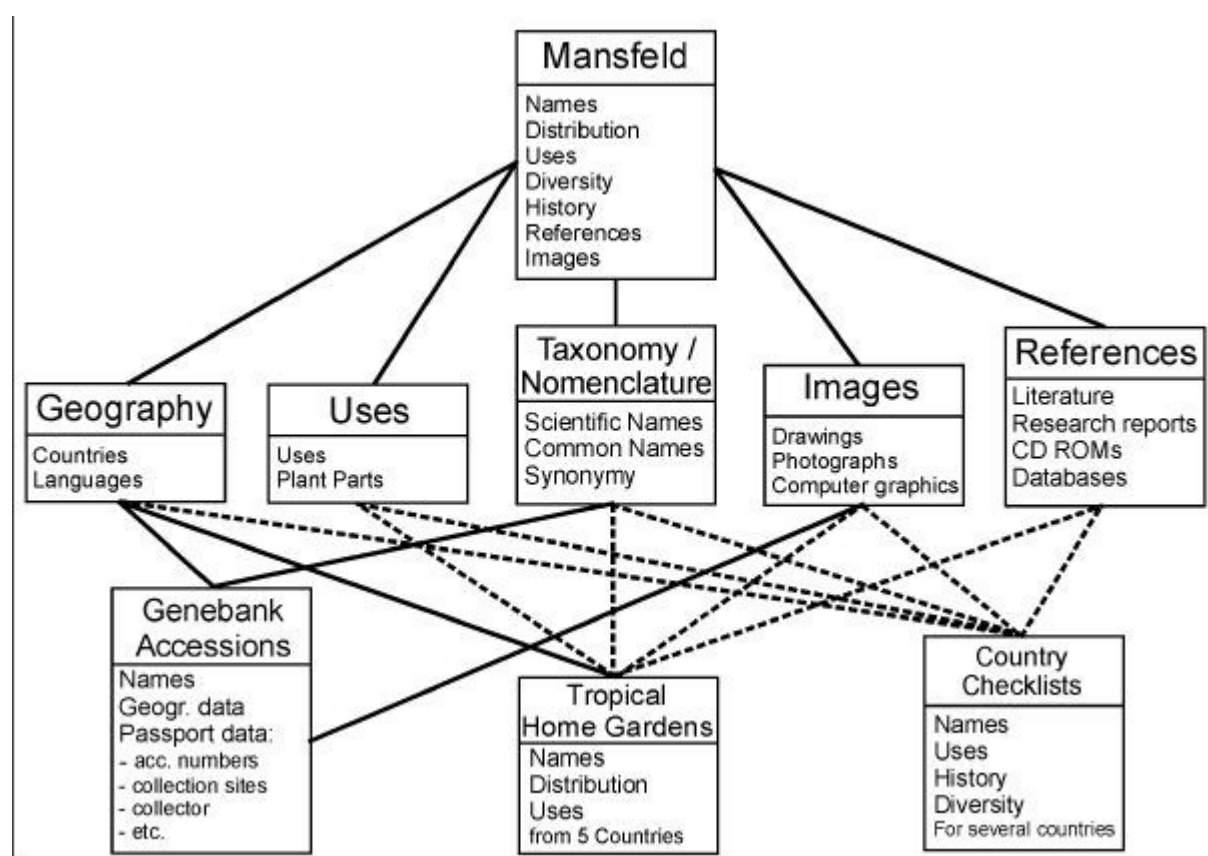 Mansfeld
Names
Distribution
Uses
Diversity
History
References
Images
Geography
Countries
Languages
Uses
Uses
Plant Parts
Taxonomy /
Nomenclature
Scientific Names
Common Names
Synonymy
Images
Drawings
Photographs
Computer graphics
References
Literature
Research reports
CD ROMs
Databases
Genebank
Accessions
Names
Geogr. data
Passport data:
- acc. numbers
- collection sites
- collector
- etc.
Tropical
Home Gardens
Names
Distribution
Uses
from 5 Countries
Country
Checklists
Names
Uses
History
Diversity
For several countries